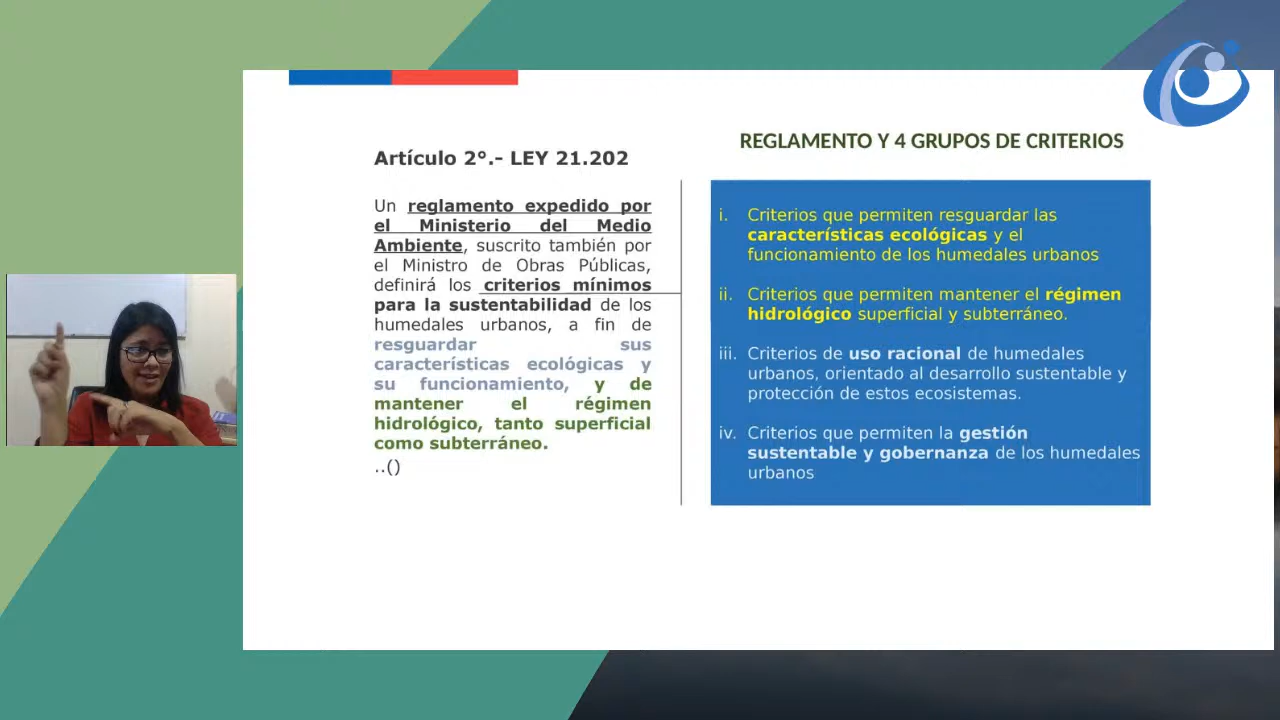 Artículo 2°.- LEY 21.202
Un reglamento expedido por
el Ministerio del Medio
Ambiente, suscrito también por
el Ministro de Obras Públicas,
definirá los criterios mínimos
para la sustentabilidad de los
humedales urbanos, a fin de
resguardar sus
características ecológicas y
su funcionamiento, y de
mantener el régimen
hidrológico, tanto superficial
como subterráneo.
..()
REGLAMENTO Y 4 GRUPOS DE CRITERIOS
i. Criterios que permiten resguardar las
características ecológicas y el
funcionamiento de los humedales urbanos
ii. Criterios que permiten mantener el régimen
hidrológico superficial y subterráneo.
iii. Criterios de uso racional de humedales
urbanos, orientado al desarrollo sustentable y
protección de estos ecosistemas.
iv. Criterios que permiten la gestión
sustentable y gobernanza de los humedales
urbanos